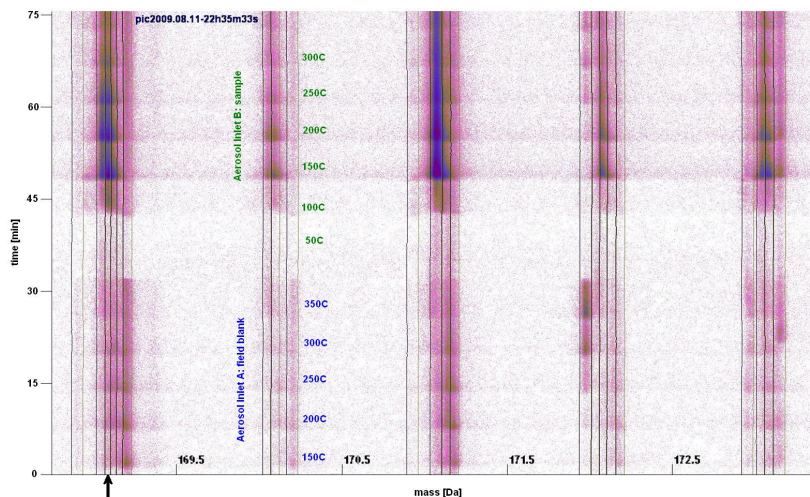 pic2009.08.11-22h35m33s
75
60
45
30
15
0
time [min]
Aerosol Inlet B: sample
300C
250C
200C
150C
100C
50C
Aerosol Inlet A: field blank
350C
300C
250C
200C
150C
169.5
170.5
171.5
172.5
mass [Da]